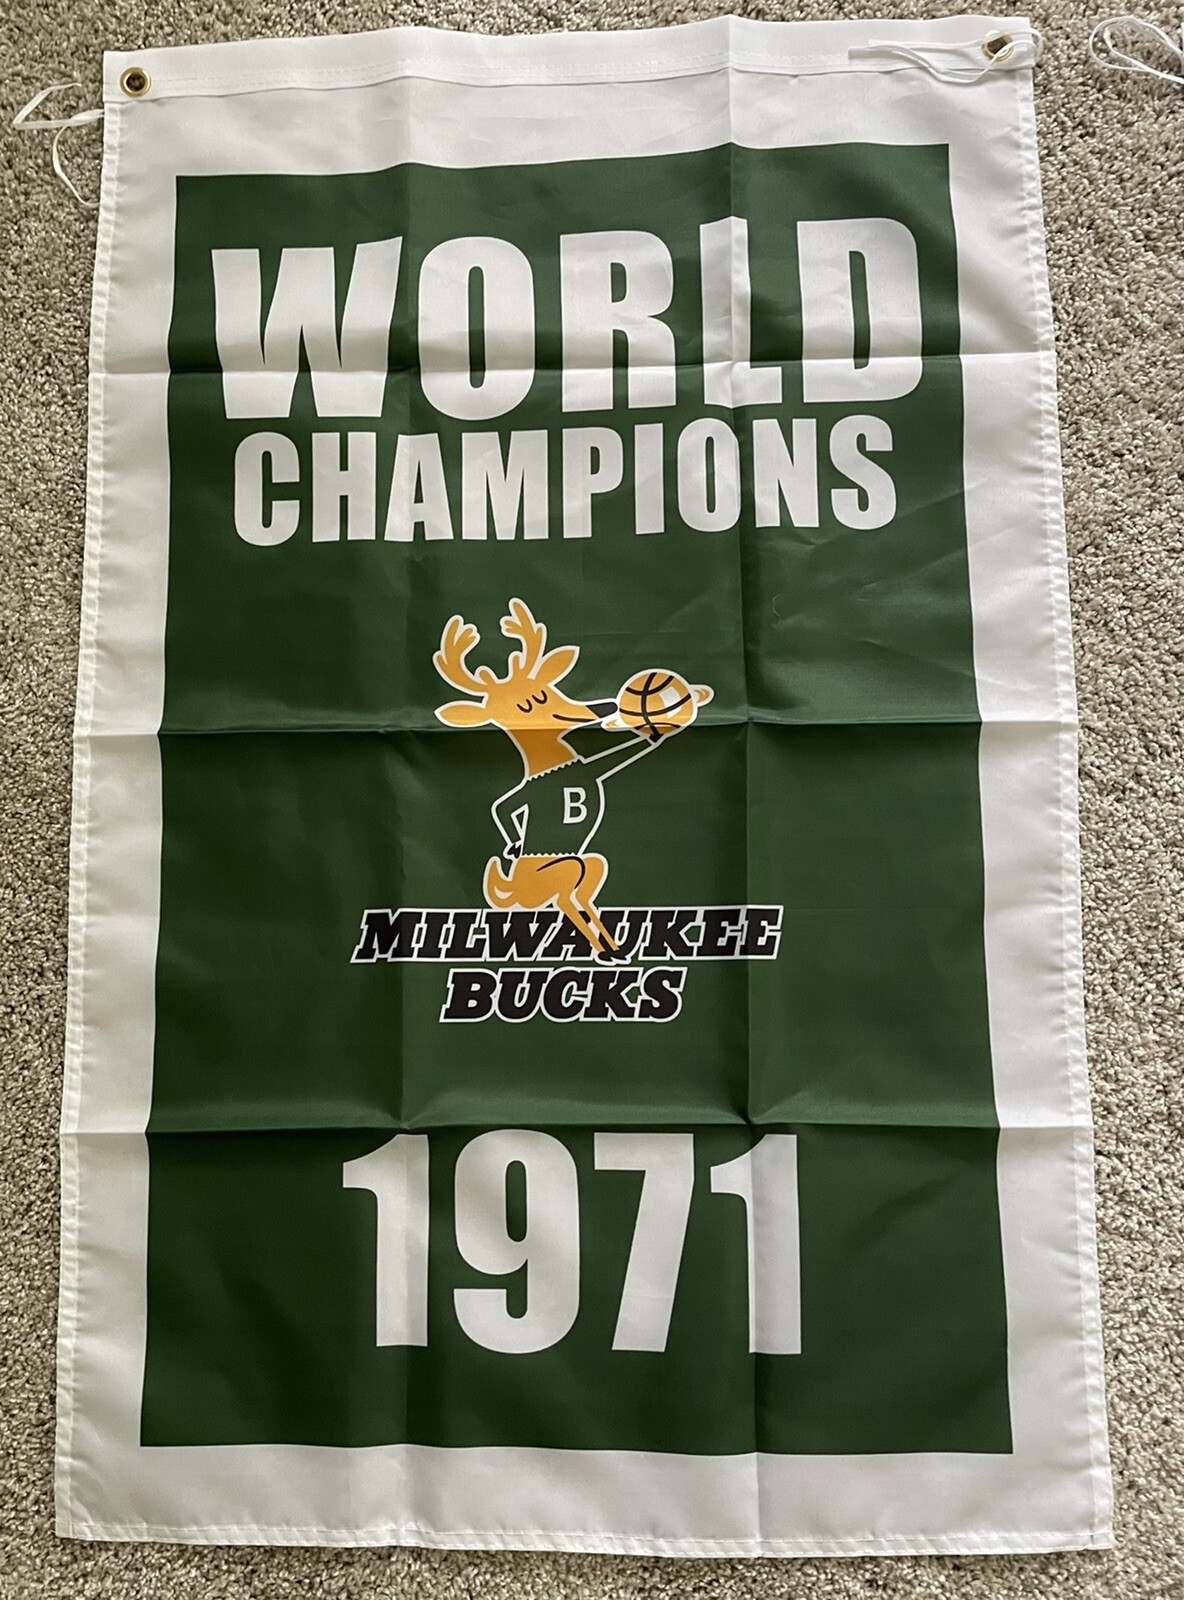 WORLD
CHAMPIONS
B
MILWAUKEE
BUCKS
1971